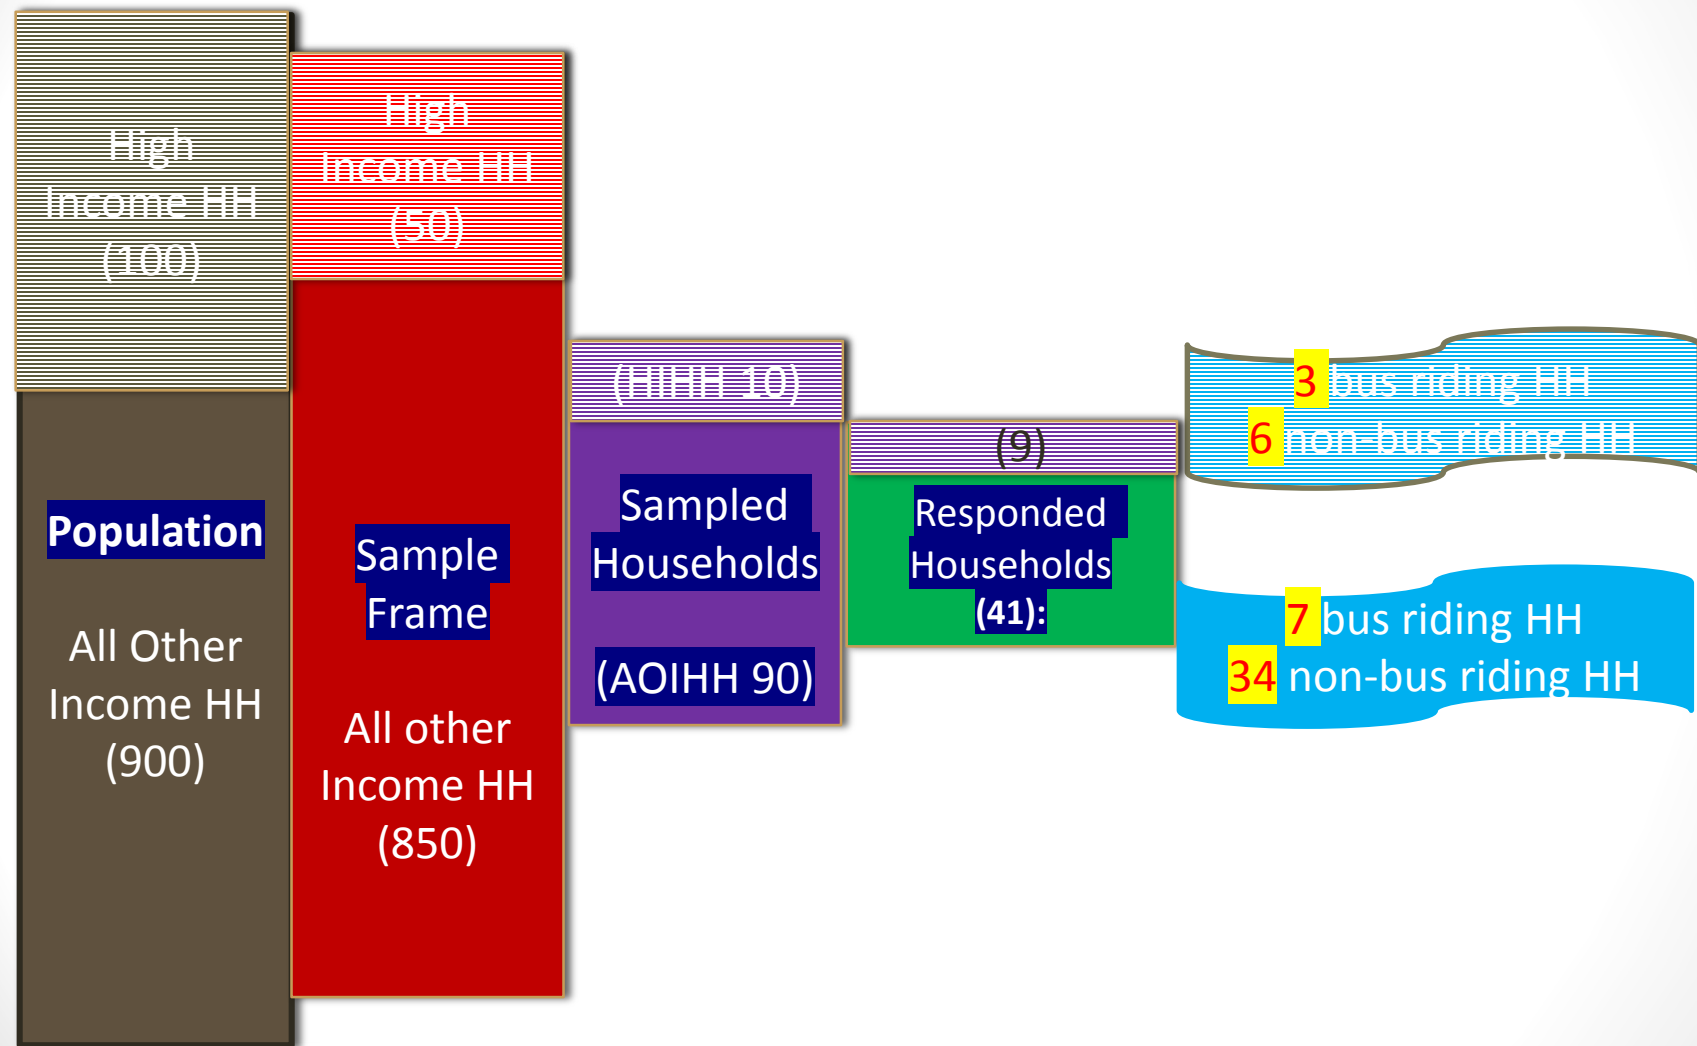 High
Income HH
(100)
Population
All Other
Income HH
(900)
High
Income HH
(50)
Sample
Frame
All other
Income HH
(850)
(HIHH 10)
Sampled
Households
(AOIHH 90)
(9)
Responded
Households
(41):
3 bus riding HH
6 non-bus riding HH
7 bus riding HH
34 non-bus riding HH